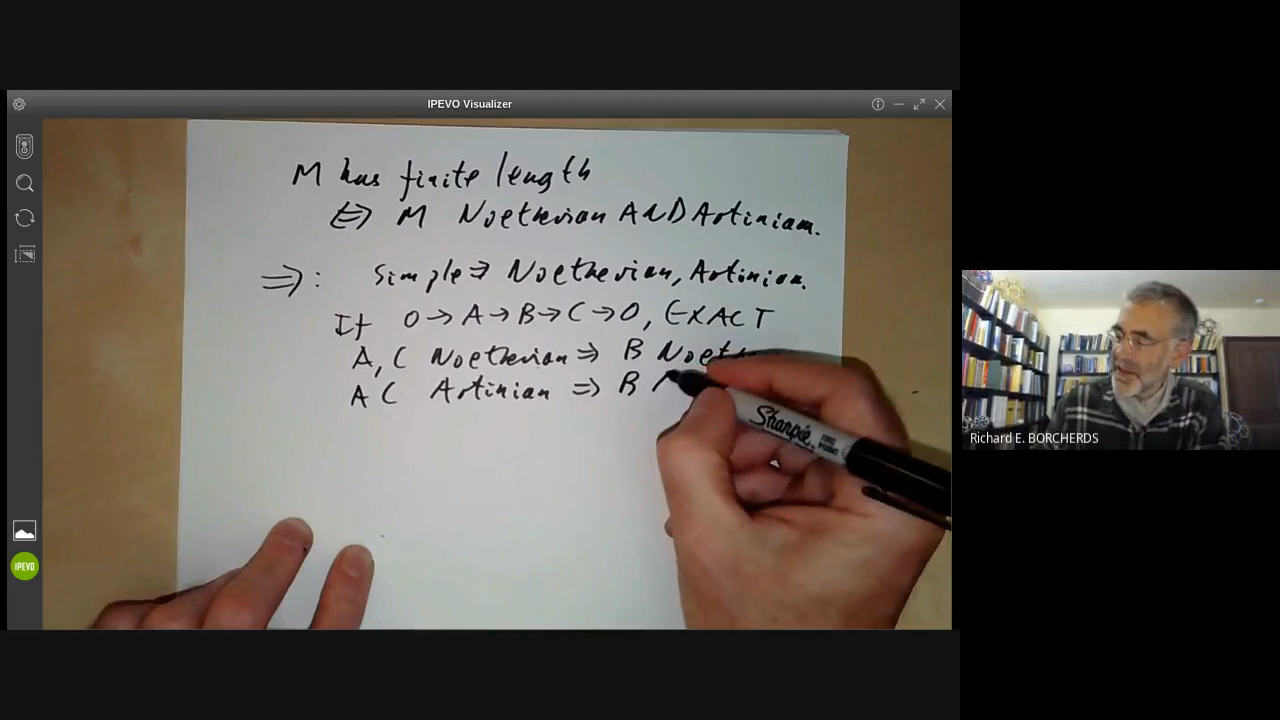 IPEVO Visualizer
M has finite length
⇔ M Noetherian AND Artinian.
⇒: Simple ⇒ Noetherian, Artinian.
If 0 → A → B → C → 0, EXACT
A, C Noetherian ⇒ B
A C Artinian ⇒ B
Sharpie
IPEVO
Richard E. BORCHERDS